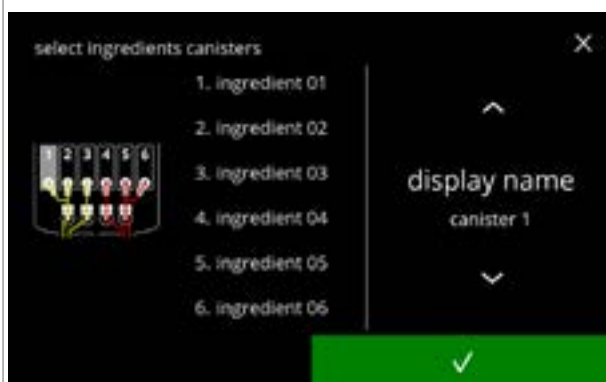 select ingredients canisters
1. ingredient 01
2. ingredient 02
3. ingredient 03
4. ingredient 04
5. ingredient 05
6. ingredient 06
1 2 3 4 5 6
display name
canister 1